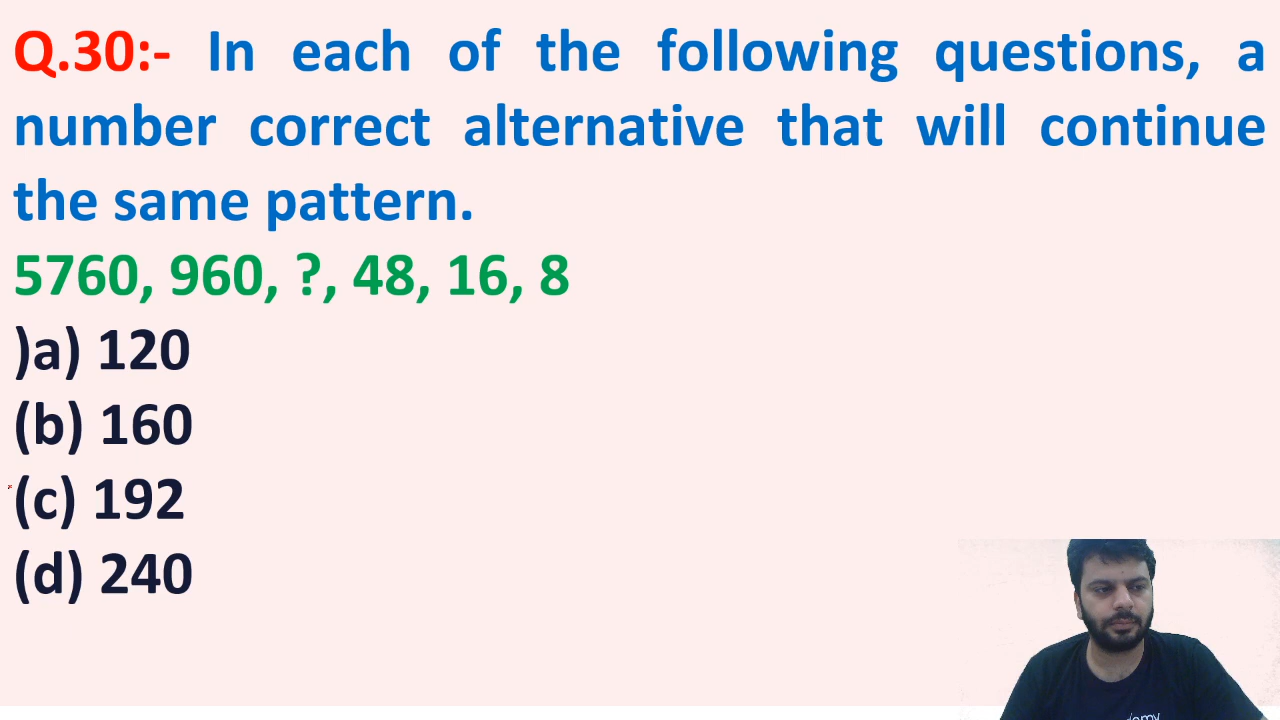 Q.30:- In each of the following questions, a
number correct alternative that will continue
the same pattern.
5760, 960, ?, 48, 16, 8
)a) 120
(b) 160
(c) 192
(d) 240